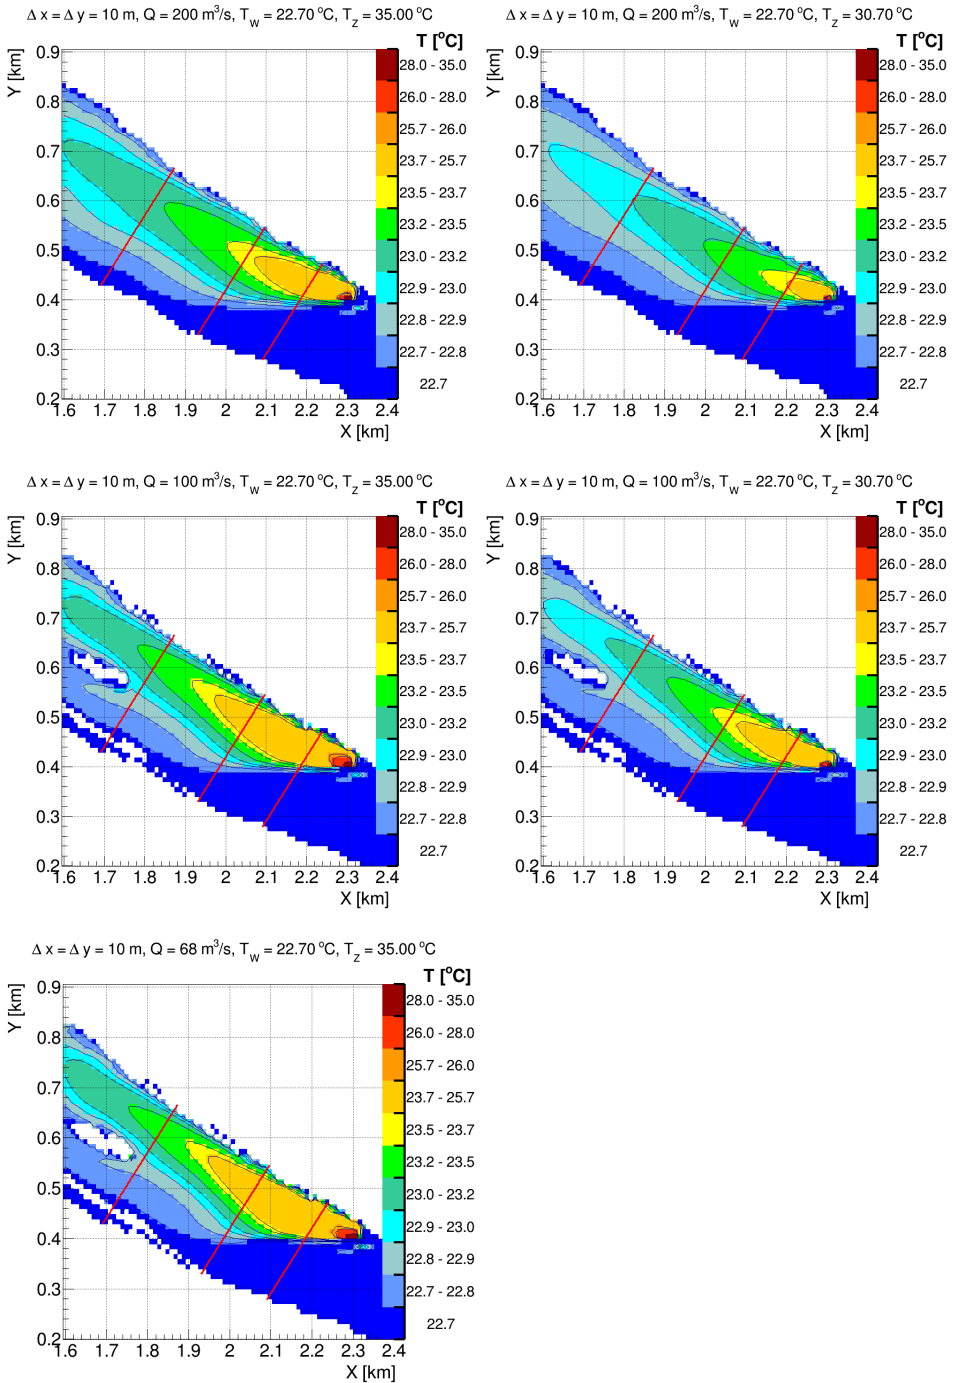 Δ x = Δ y = 10 m, Q = 200 m³/s, T_W = 22.70 °C, T_Z = 35.00 °C
T [°C]
Y [km]
0.9
0.8
0.7
0.6
0.5
0.4
0.3
0.2
28.0 - 35.0
26.0 - 28.0
25.7 - 26.0
23.7 - 25.7
23.5 - 23.7
23.2 - 23.5
23.0 - 23.2
22.9 - 23.0
22.8 - 22.9
22.7 - 22.8
22.7
1.6 1.7 1.8 1.9 2 2.1 2.2 2.3 2.4
X [km]
Δ x = Δ y = 10 m, Q = 200 m³/s, T_W = 22.70 °C, T_Z = 30.70 °C
T [°C]
Y [km]
0.9
0.8
0.7
0.6
0.5
0.4
0.3
0.2
28.0 - 35.0
26.0 - 28.0
25.7 - 26.0
23.7 - 25.7
23.5 - 23.7
23.2 - 23.5
23.0 - 23.2
22.9 - 23.0
22.8 - 22.9
22.7 - 22.8
22.7
1.6 1.7 1.8 1.9 2 2.1 2.2 2.3 2.4
X [km]
Δ x = Δ y = 10 m, Q = 100 m³/s, T_W = 22.70 °C, T_Z = 35.00 °C
T [°C]
Y [km]
0.9
0.8
0.7
0.6
0.5
0.4
0.3
0.2
28.0 - 35.0
26.0 - 28.0
25.7 - 26.0
23.7 - 25.7
23.5 - 23.7
23.2 - 23.5
23.0 - 23.2
22.9 - 23.0
22.8 - 22.9
22.7 - 22.8
22.7
1.6 1.7 1.8 1.9 2 2.1 2.2 2.3 2.4
X [km]
Δ x = Δ y = 10 m, Q = 100 m³/s, T_W = 22.70 °C, T_Z = 30.70 °C
T [°C]
Y [km]
0.9
0.8
0.7
0.6
0.5
0.4
0.3
0.2
28.0 - 35.0
26.0 - 28.0
25.7 - 26.0
23.7 - 25.7
23.5 - 23.7
23.2 - 23.5
23.0 - 23.2
22.9 - 23.0
22.8 - 22.9
22.7 - 22.8
22.7
1.6 1.7 1.8 1.9 2 2.1 2.2 2.3 2.4
X [km]
Δ x = Δ y = 10 m, Q = 68 m³/s, T_W = 22.70 °C, T_Z = 35.00 °C
T [°C]
Y [km]
0.9
0.8
0.7
0.6
0.5
0.4
0.3
0.2
28.0 - 35.0
26.0 - 28.0
25.7 - 26.0
23.7 - 25.7
23.5 - 23.7
23.2 - 23.5
23.0 - 23.2
22.9 - 23.0
22.8 - 22.9
22.7 - 22.8
22.7
1.6 1.7 1.8 1.9 2 2.1 2.2 2.3 2.4
X [km]